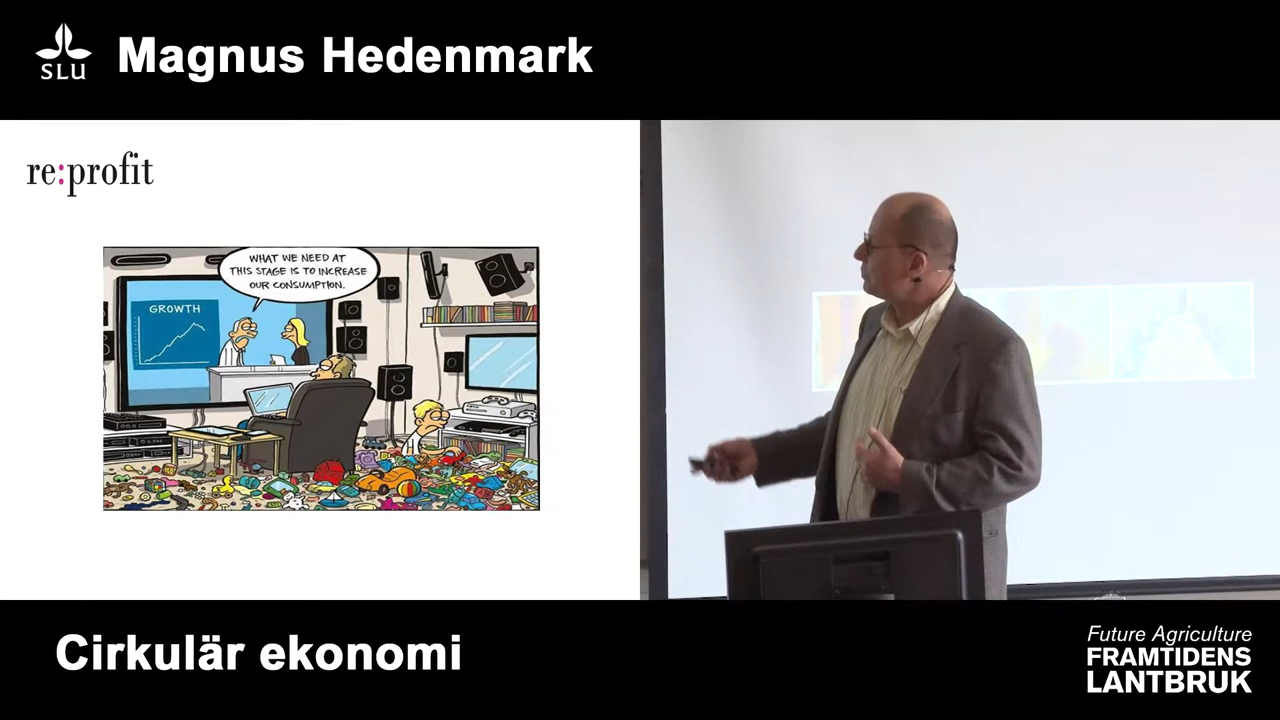 SLU
Magnus Hedenmark
re:profit
WHAT WE NEED AT
THIS STAGE IS TO INCREASE
OUR CONSUMPTION.
GROWTH
Cirkulär ekonomi
Future Agriculture
FRAMTIDENS
LANTBRUK